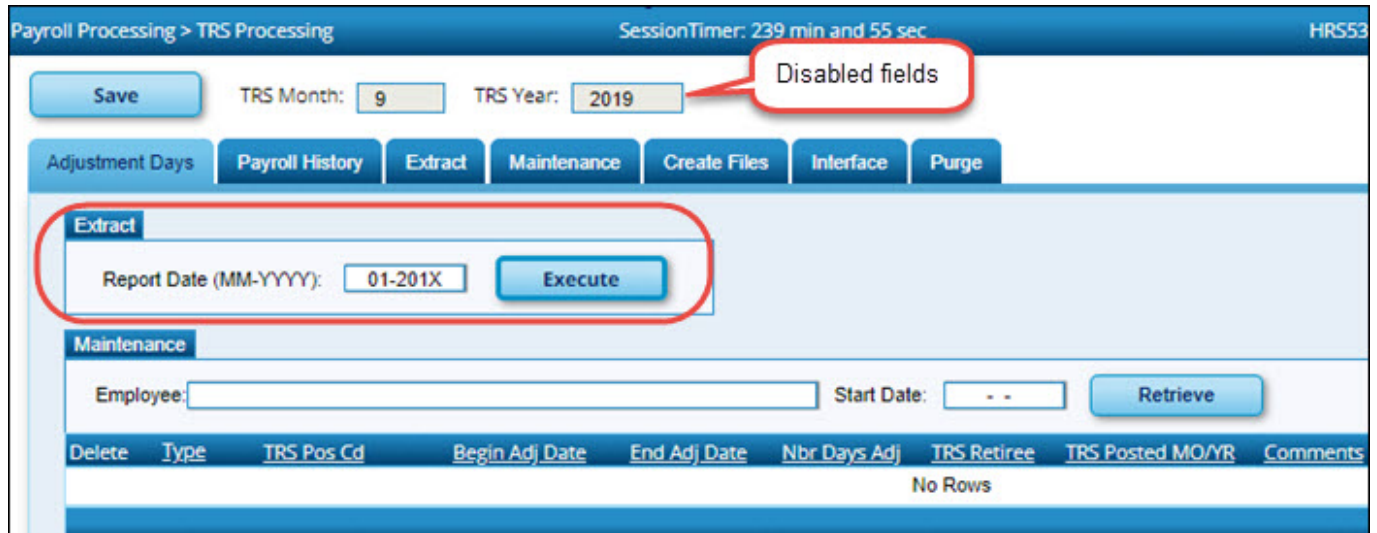 Payroll Processing > TRS Processing SessionTimer: 239 min and 55 sec HRS53
Disabled fields
Save TRS Month: 9 TRS Year: 2019
Adjustment Days Payroll History Extract Maintenance Create Files Interface Purge
Extract
Report Date (MM-YYYY): 01-201X Execute
Maintenance
Employee: Start Date: - - Retrieve
Delete Type TRS Pos Cd Begin Adj Date End Adj Date Nbr Days Adj TRS Retiree TRS Posted MO/YR Comments
No Rows